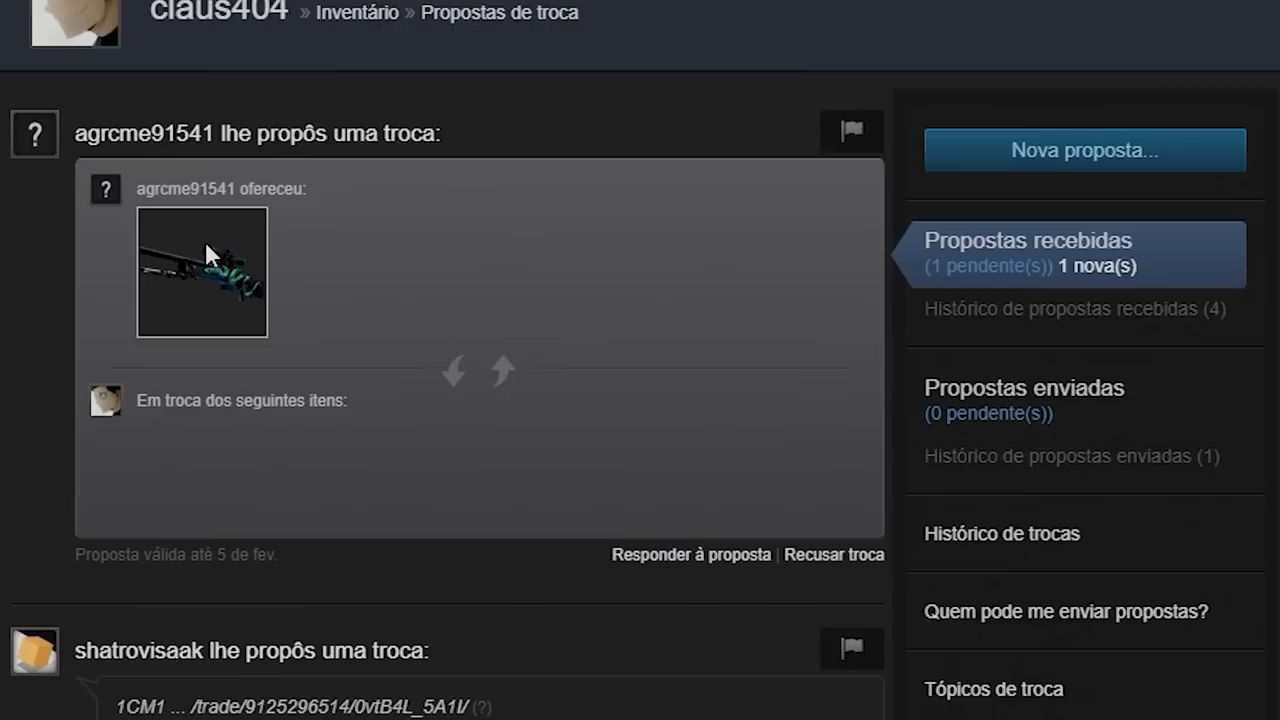 claus404 » Inventário » Propostas de troca
? agrcme91541 lhe propôs uma troca:
? agrcme91541 ofereceu:
Em troca dos seguintes itens:
Proposta válida até 5 de fev.
Responder à proposta | Recusar troca
shatrovisaak lhe propôs uma troca:
1CM1 ... /trade/9125296514/0vtB4L_5A1I/ (?)
Nova proposta...
Propostas recebidas
(1 pendente(s)) 1 nova(s)
Histórico de propostas recebidas (4)
Propostas enviadas
(0 pendente(s))
Histórico de propostas enviadas (1)
Histórico de trocas
Quem pode me enviar propostas?
Tópicos de troca